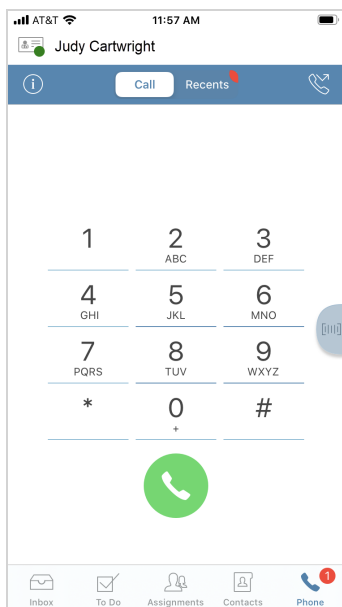 AT&T 11:57 AM
Judy Cartwright
Call Recents
1 2 3
ABC DEF
4 5 6
GHI JKL MNO
7 8 9
PQRS TUV WXYZ
* 0 #
+
1
Inbox To Do Assignments Contacts Phone